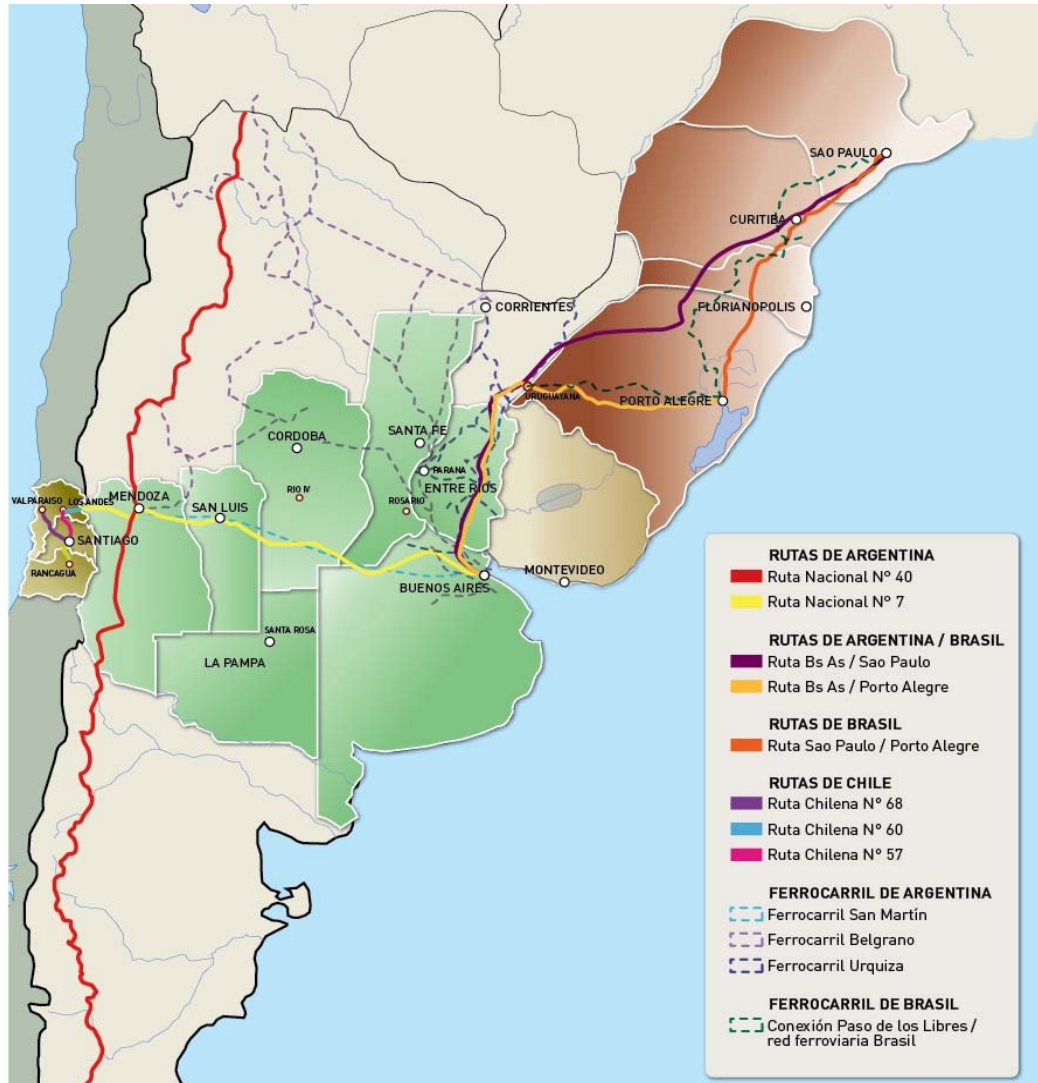 SAO PAULO
CURITIBA
CORRIENTES
FLORIANOPOLIS
URUGUAYANA
PORTO ALEGRE
CORDOBA
SANTA FE
PARANA
ENTRE RIOS
RIO IV
ROSARIO
MENDOZA
SAN LUIS
VALPARAISO
LOS ANDES
SANTIAGO
RANCAGUA
BUENOS AIRES
MONTEVIDEO
SANTA ROSA
LA PAMPA
RUTAS DE ARGENTINA
Ruta Nacional N° 40
Ruta Nacional N° 7
RUTAS DE ARGENTINA / BRASIL
Ruta Bs As / Sao Paulo
Ruta Bs As / Porto Alegre
RUTAS DE BRASIL
Ruta Sao Paulo / Porto Alegre
RUTAS DE CHILE
Ruta Chilena N° 68
Ruta Chilena N° 60
Ruta Chilena N° 57
FERROCARRIL DE ARGENTINA
Ferrocarril San Martín
Ferrocarril Belgrano
Ferrocarril Urquiza
FERROCARRIL DE BRASIL
Conexión Paso de los Libres /
red ferroviaria Brasil